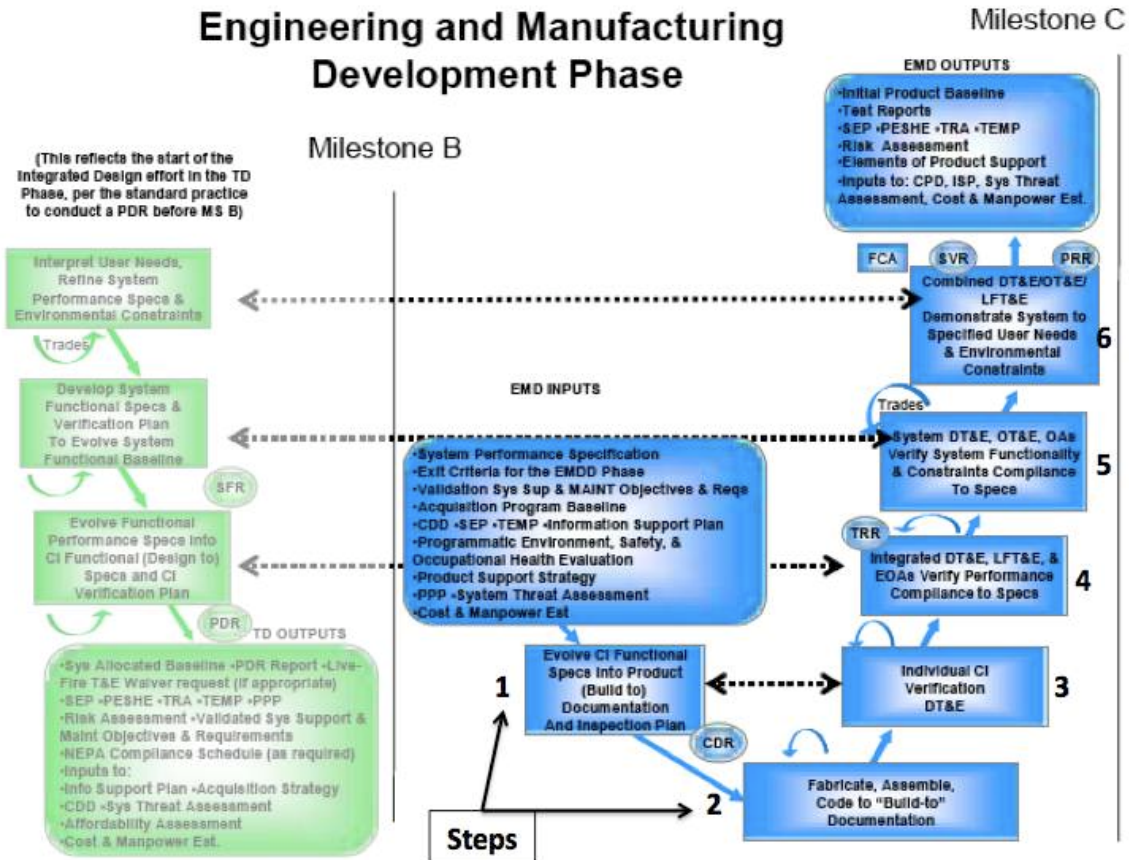 Engineering and Manufacturing
Development Phase
Milestone C
Milestone B
(This reflects the start of the
Integrated Design effort in the TD
Phase, per the standard practice
to conduct a PDR before MS B)
Interpret User Needs,
Refine System
Performance Specs &
Environmental Constraints
Trades
Develop System
Functional Specs &
Verification Plan
To Evolve System
Functional Baseline
SFR
Evolve Functional
Performance Specs Into
CI Functional (Design to)
Specs and CI
Verification Plan
PDR
TD OUTPUTS
•Sys Allocated Baseline •PDR Report •Live-
Fire T&E Waiver request (if appropriate)
•SEP •PESHE •TRA •TEMP •PPP
•Risk Assessment •Validated Sys Support &
Maint Objectives & Requirements
•NEPA Compliance Schedule (as required)
•Inputs to:
Info Support Plan •Acquisition Strategy
•CDD •Sys Threat Assessment
•Affordability Assessment
•Cost & Manpower Est.
EMD INPUTS
•System Performance Specification
•Exit Criteria for the EMDD Phase
•Validation Sys Sup & MAINT Objectives & Reqs
•Acquisition Program Baseline
•CDD •SEP •TEMP •Information Support Plan
•Programmatic Environment, Safety, &
Occupational Health Evaluation
•Product Support Strategy
•PPP •System Threat Assessment
•Cost & Manpower Est
1
Evolve CI Functional
Specs Into Product
(Build to)
Documentation
And Inspection Plan
CDR
Steps
2
Fabricate, Assemble,
Code to "Build-to"
Documentation
Individual CI
Verification
DT&E
3
TRR
Integrated DT&E, LFT&E, &
EOAs Verify Performance
Compliance to Specs
4
Trades
System DT&E, OT&E, OAs
Verify System Functionality
& Constraints Compliance
To Specs
5
FCA
SVR
PRR
Combined DT&E/OT&E/
LFT&E
Demonstrate System to
Specified User Needs
& Environmental
Constraints
6
EMD OUTPUTS
•Initial Product Baseline
•Test Reports
•SEP •PESHE •TRA •TEMP
•Risk Assessment
•Elements of Product Support
•Inputs to: CPD, ISP, Sys Threat
Assessment, Cost & Manpower Est.